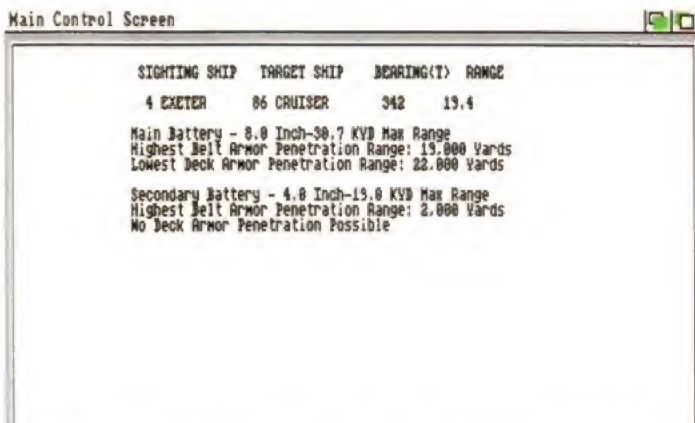 Main Control Screen
SIGHTING SHIP TARGET SHIP BEARING(T) RANGE
4 EXETER 86 CRUISER 342 19.4
Main Battery - 8.0 Inch-30.7 KYD Max Range
Highest Belt Armor Penetration Range: 19,000 Yards
Lowest Deck Armor Penetration Range: 22,000 Yards
Secondary Battery - 4.0 Inch-19.0 KYD Max Range
Highest Belt Armor Penetration Range: 2,000 Yards
No Deck Armor Penetration Possible